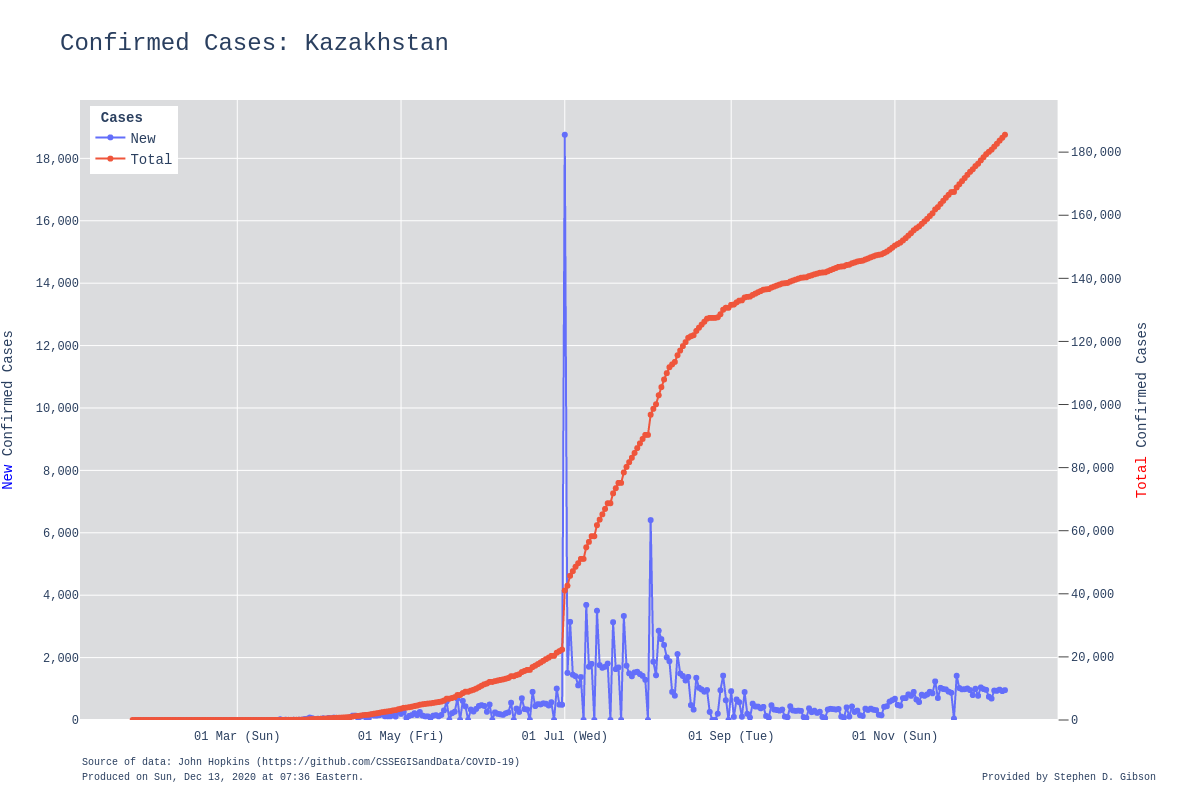 Confirmed Cases: Kazakhstan
Cases
New
Total
18,000
16,000
14,000
12,000
10,000
8,000
6,000
4,000
2,000
0
New Confirmed Cases
180,000
160,000
140,000
120,000
100,000
80,000
60,000
40,000
20,000
0
Total Confirmed Cases
01 Mar (Sun)
01 May (Fri)
01 Jul (Wed)
01 Sep (Tue)
01 Nov (Sun)
Source of data: John Hopkins (https://github.com/CSSEGISandData/COVID-19)
Produced on Sun, Dec 13, 2020 at 07:36 Eastern.
Provided by Stephen D. Gibson